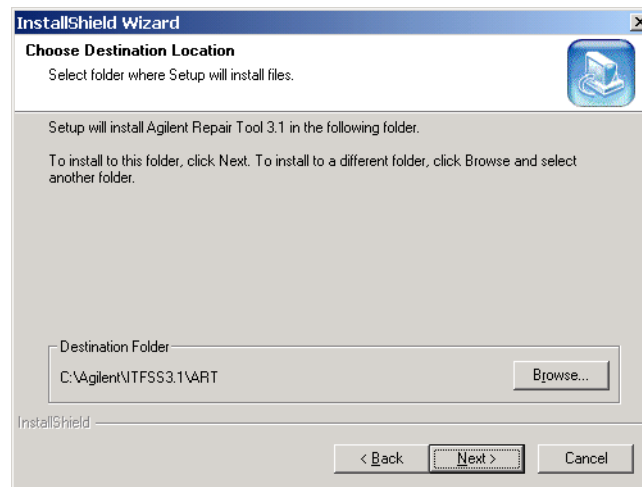 InstallShield Wizard
Choose Destination Location
Select folder where Setup will install files.
Setup will install Agilent Repair Tool 3.1 in the following folder.
To install to this folder, click Next. To install to a different folder, click Browse and select
another folder.
Destination Folder
C:\Agilent\ITFSS3.1\ART
Browse...
InstallShield
< Back
Next >
Cancel